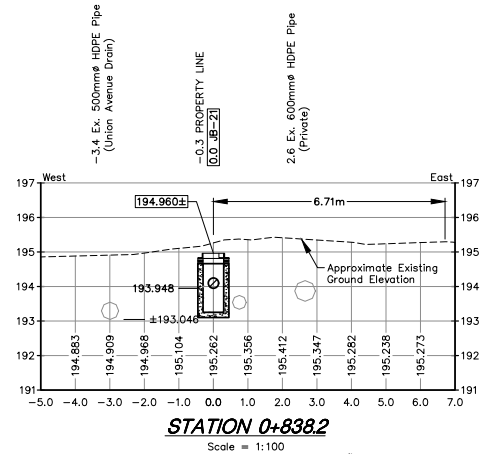 -3.4 Ex. 500mmø HDPE Pipe
(Union Avenue Drain)
-0.3 PROPERTY LINE
0.0 JB-21
2.6 Ex. 600mmø HDPE Pipe
(Private)
197 West East 197
196 196
195 195
194 194
193 193
192 192
191 191
194.960±
6.71m
Approximate Existing
Ground Elevation
193.948
±193.046
194.883
194.909
194.968
195.104
195.262
195.356
195.412
195.347
195.282
195.238
195.273
-5.0 -4.0 -3.0 -2.0 -1.0 0.0 1.0 2.0 3.0 4.0 5.0 6.0 7.0
STATION 0+838.2
Scale = 1:100